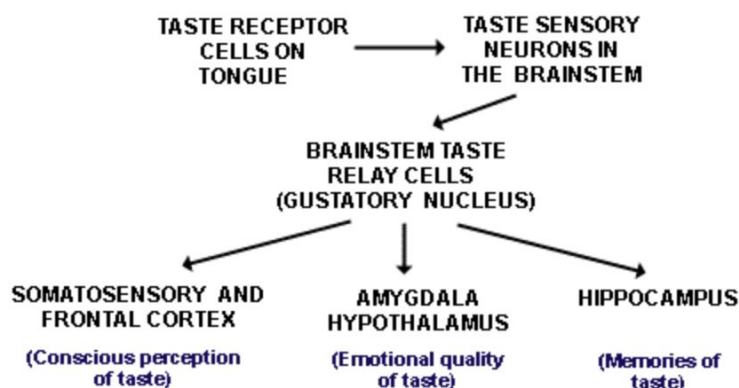 TASTE RECEPTOR
CELLS ON
TONGUE
TASTE SENSORY
NEURONS IN
THE BRAINSTEM
BRAINSTEM TASTE
RELAY CELLS
(GUSTATORY NUCLEUS)
SOMATOSENSORY AND
FRONTAL CORTEX
(Conscious perception
of taste)
AMYGDALA
HYPOTHALAMUS
(Emotional quality
of taste)
HIPPOCAMPUS
(Memories of
taste)